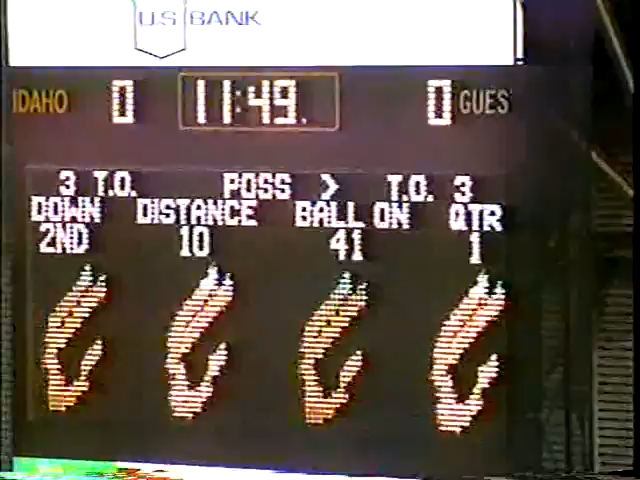 U.S BANK
IDAHO 0 11:49. 0 GUES
3 T.O. POSS > T.O. 3
DOWN DISTANCE BALL ON QTR
2ND 10 41 1